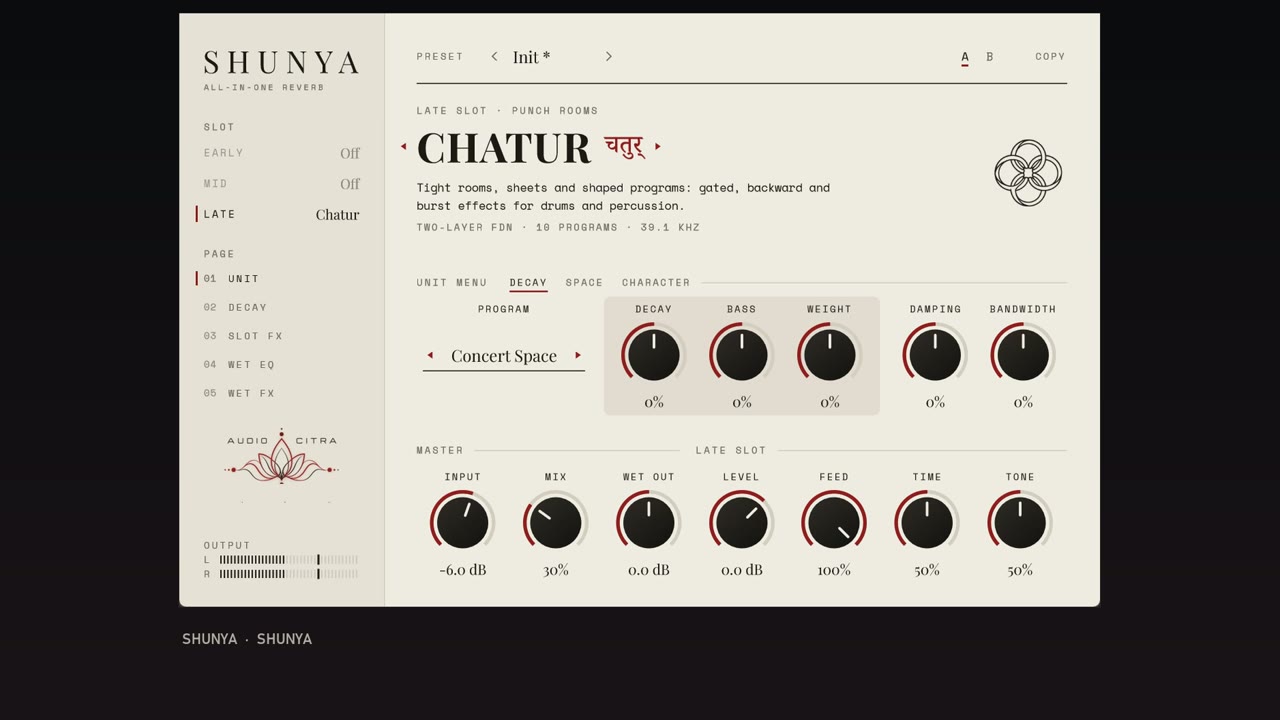 SHUNYA
ALL-IN-ONE REVERB
SLOT
EARLY Off
MID Off
LATE Chatur
PAGE
01 UNIT
02 DECAY
03 SLOT FX
04 WET EQ
05 WET FX
AUDIO CITRA
OUTPUT
L
R
PRESET < Init * > A B COPY
LATE SLOT · PUNCH ROOMS
CHATUR चतुर्
Tight rooms, sheets and shaped programs: gated, backward and
burst effects for drums and percussion.
TWO-LAYER FDN · 10 PROGRAMS · 39.1 KHZ
UNIT MENU DECAY SPACE CHARACTER
PROGRAM DECAY BASS WEIGHT DAMPING BANDWIDTH
Concert Space
0% 0% 0% 0% 0%
MASTER LATE SLOT
INPUT MIX WET OUT LEVEL FEED TIME TONE
-6.0 dB 30% 0.0 dB 0.0 dB 100% 50% 50%
SHUNYA · SHUNYA